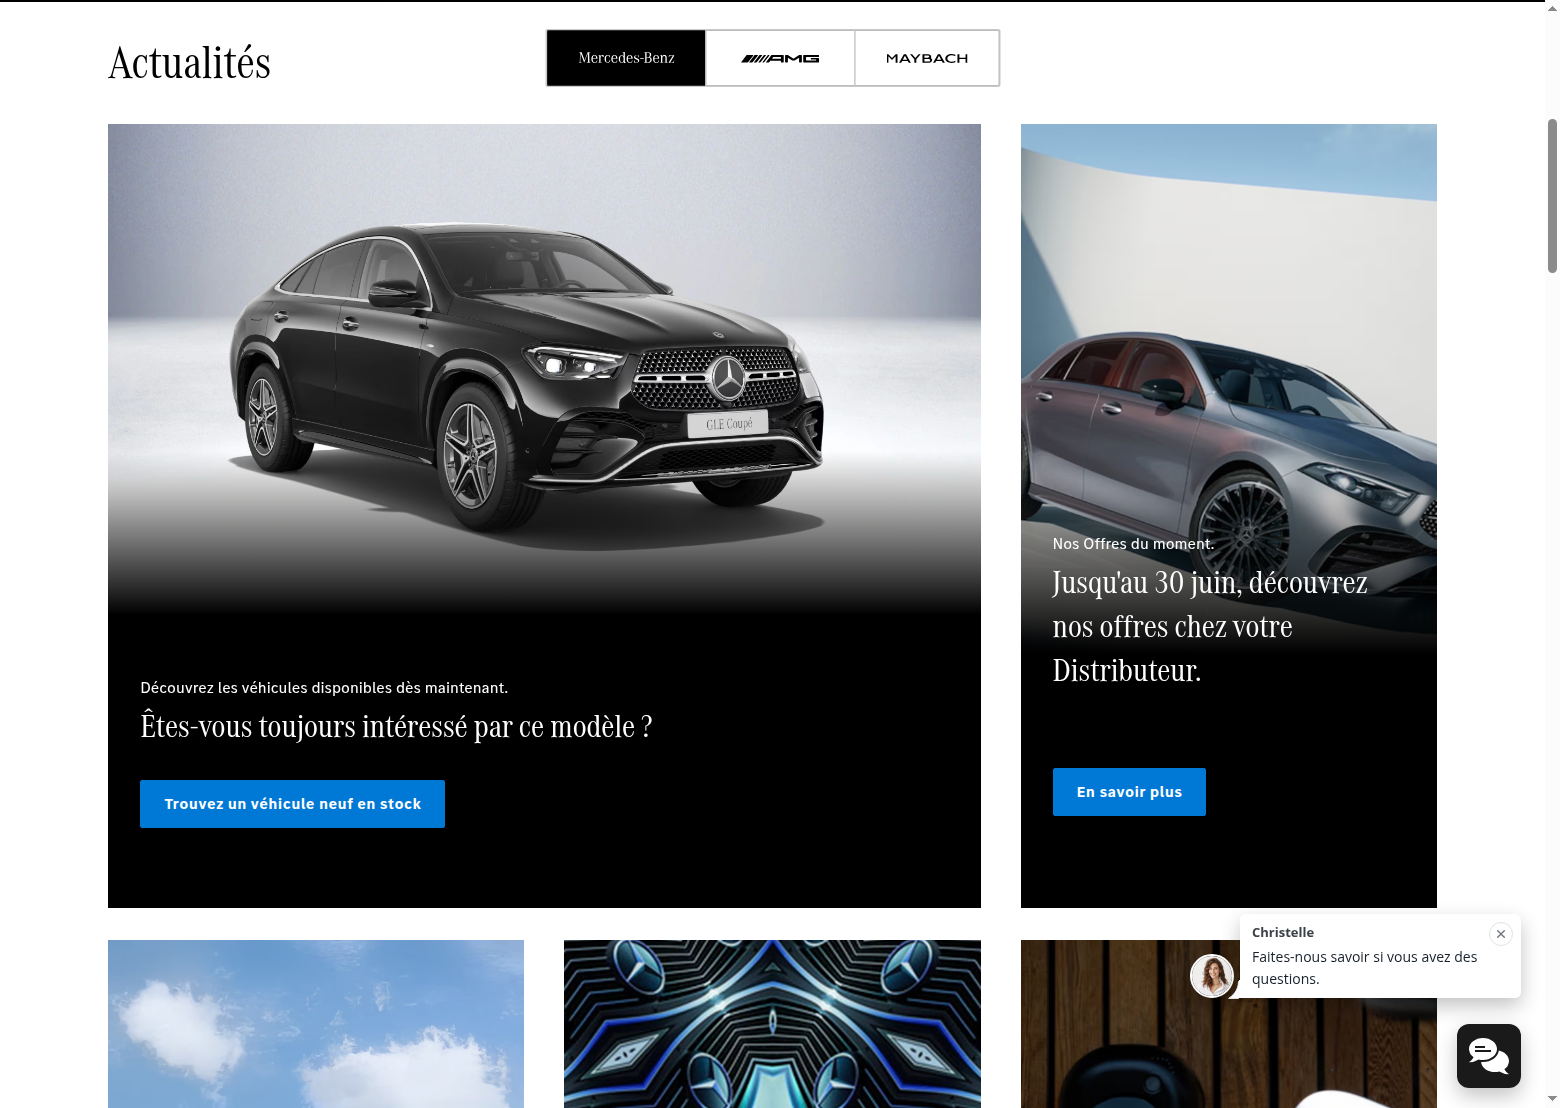 Actualités
Mercedes-Benz
AMG
MAYBACH
GLE Coupé
Découvrez les véhicules disponibles dès maintenant.
Êtes-vous toujours intéressé par ce modèle ?
Trouvez un véhicule neuf en stock
Nos Offres du moment.
Jusqu'au 30 juin, découvrez
nos offres chez votre
Distributeur.
En savoir plus
Christelle
Faites-nous savoir si vous avez des
questions.